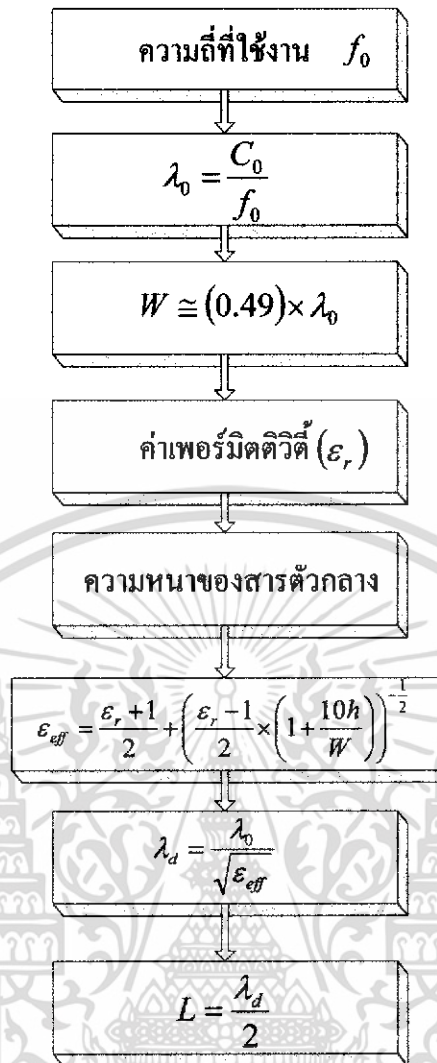 ความถี่ที่ใช้งาน f₀
λ₀ = C₀ / f₀
W ≅ (0.49) × λ₀
ค่าเพอร์มิตติวิตี้ (εᵣ)
ความหนาของสารตัวกลาง
ε_eff = (εᵣ + 1)/2 + ((εᵣ − 1)/2 × (1 + 10h/W))^(−1/2)
λ_d = λ₀ / √ε_eff
L = λ_d / 2